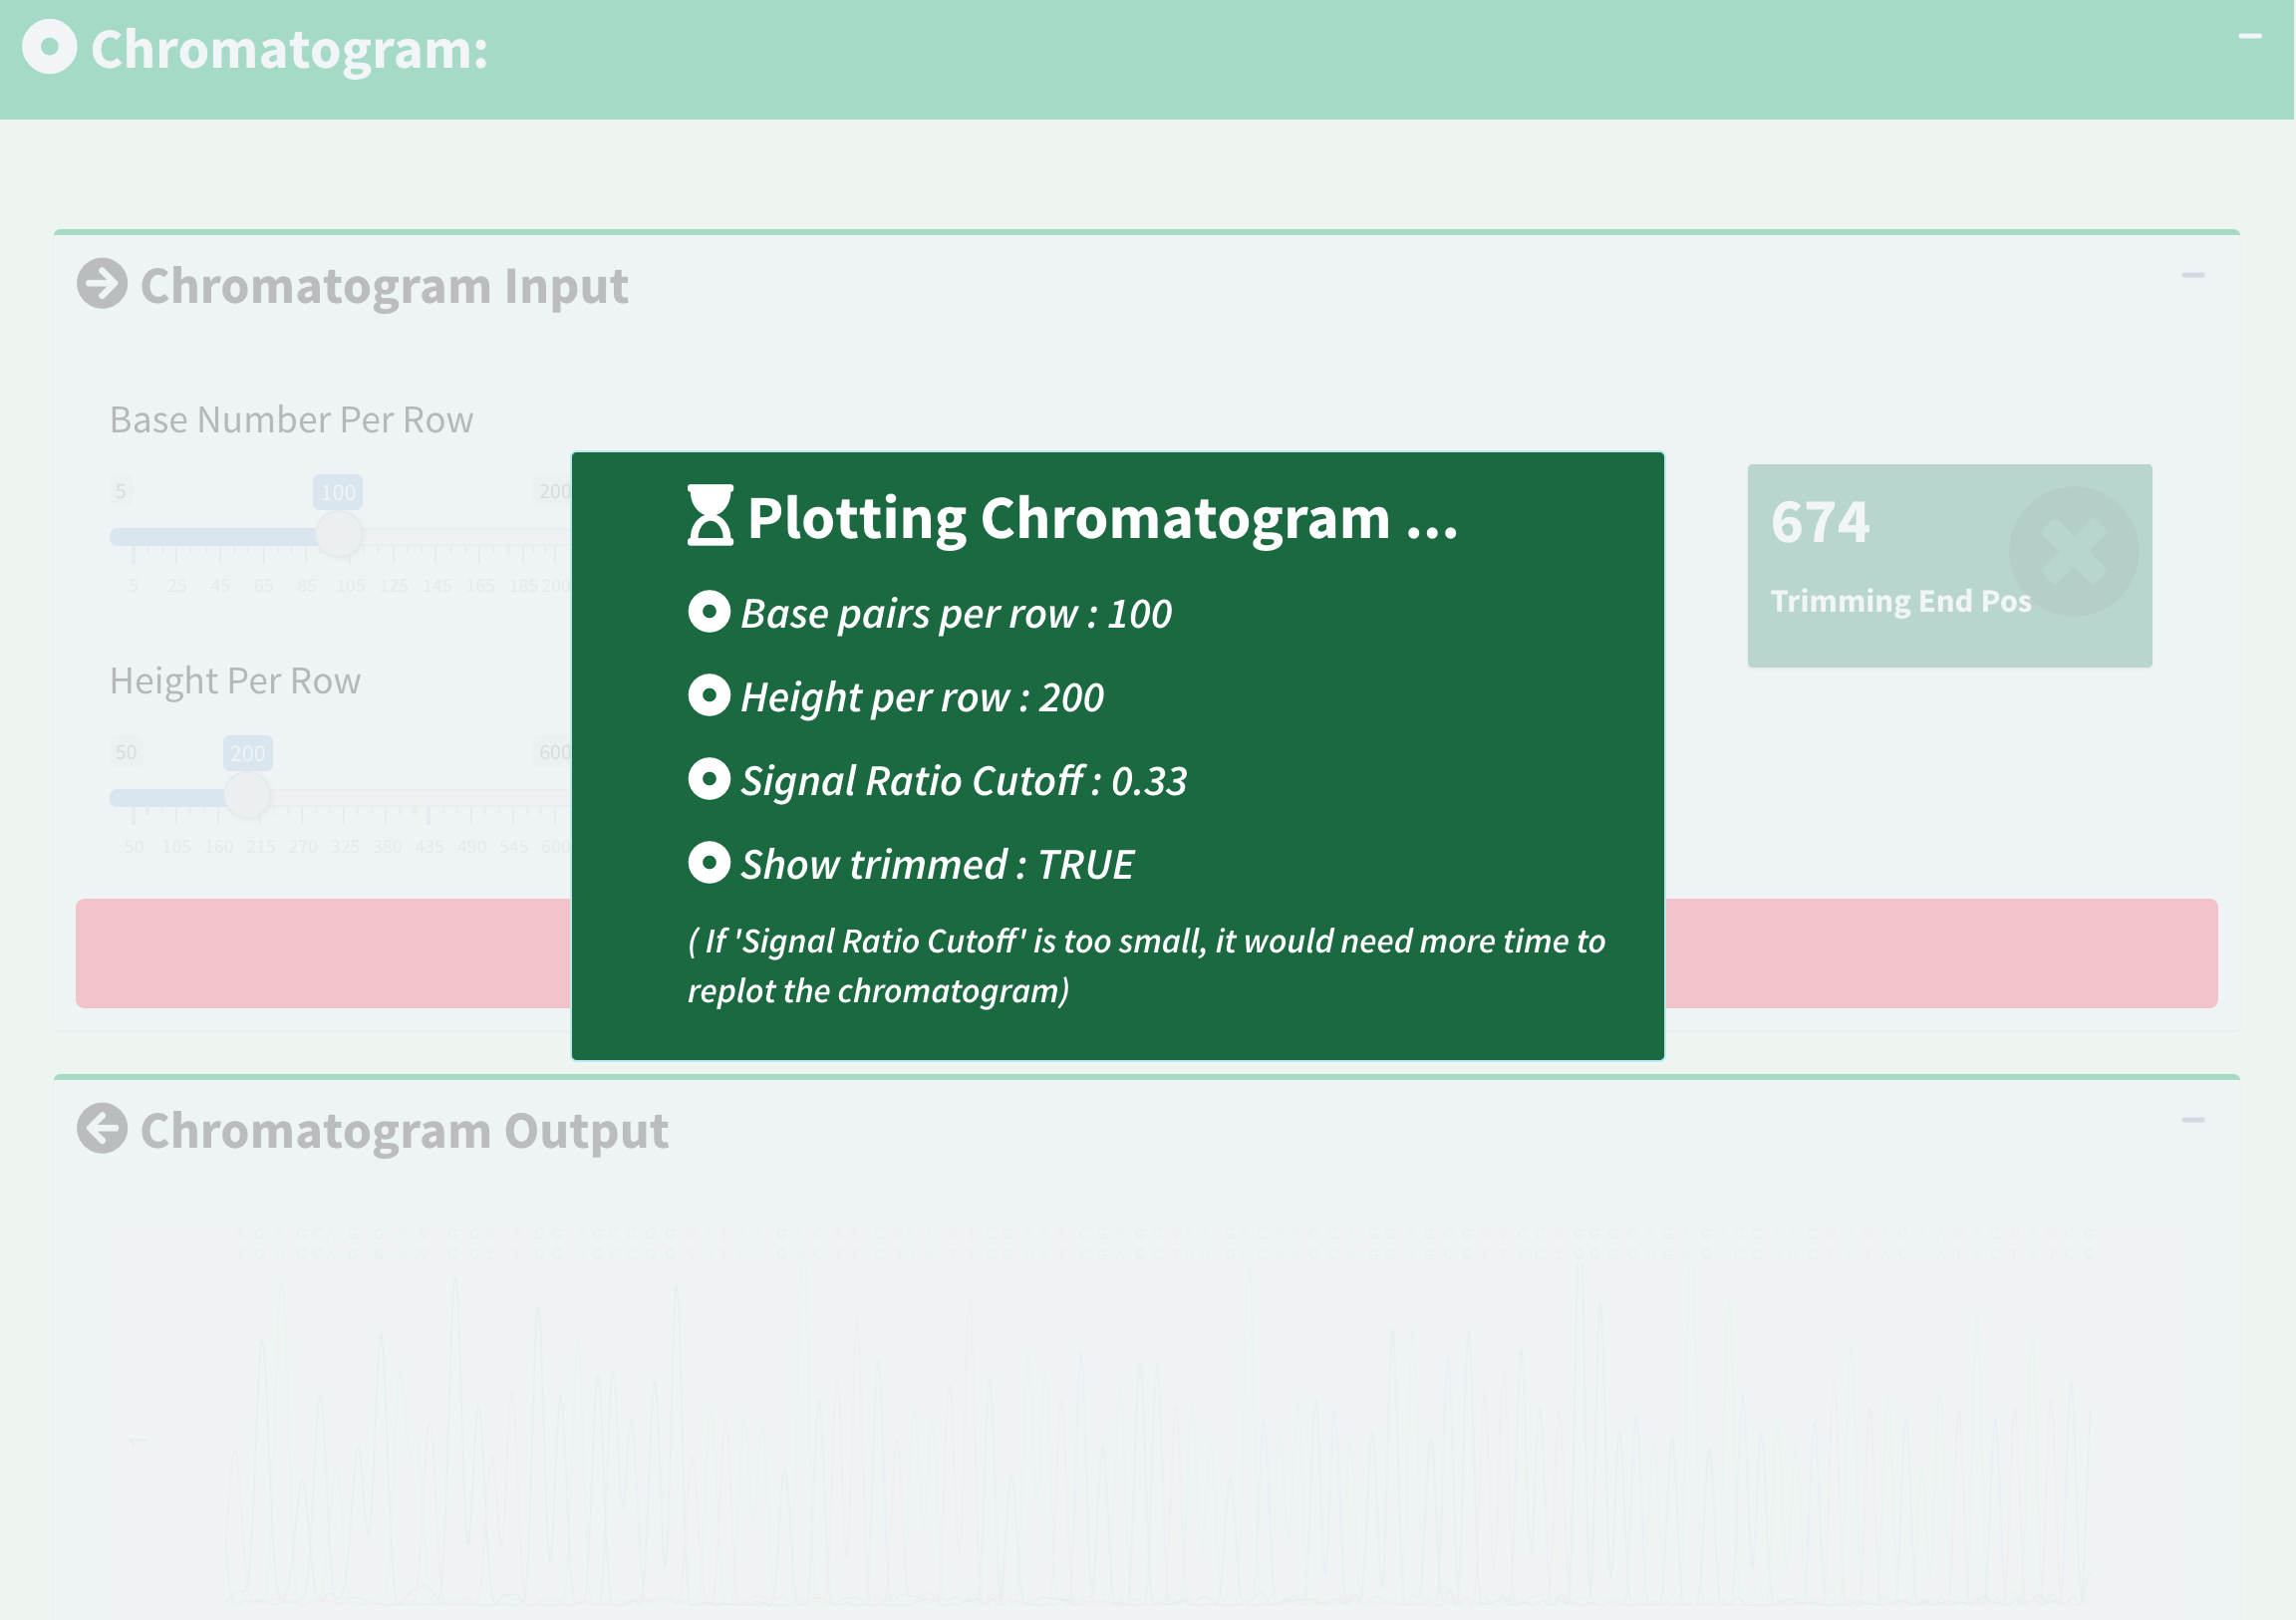 Chromatogram:
Chromatogram Input
Base Number Per Row
5 100 200
5 25 45 65 85 105 125 145 165 185 200
Height Per Row
50 200 600
50 105 160 215 270 325 380 435 490 545 600
Plotting Chromatogram ...
Base pairs per row : 100
Height per row : 200
Signal Ratio Cutoff : 0.33
Show trimmed : TRUE
( If 'Signal Ratio Cutoff' is too small, it would need more time to
replot the chromatogram)
674
Trimming End Pos
Chromatogram Output
1